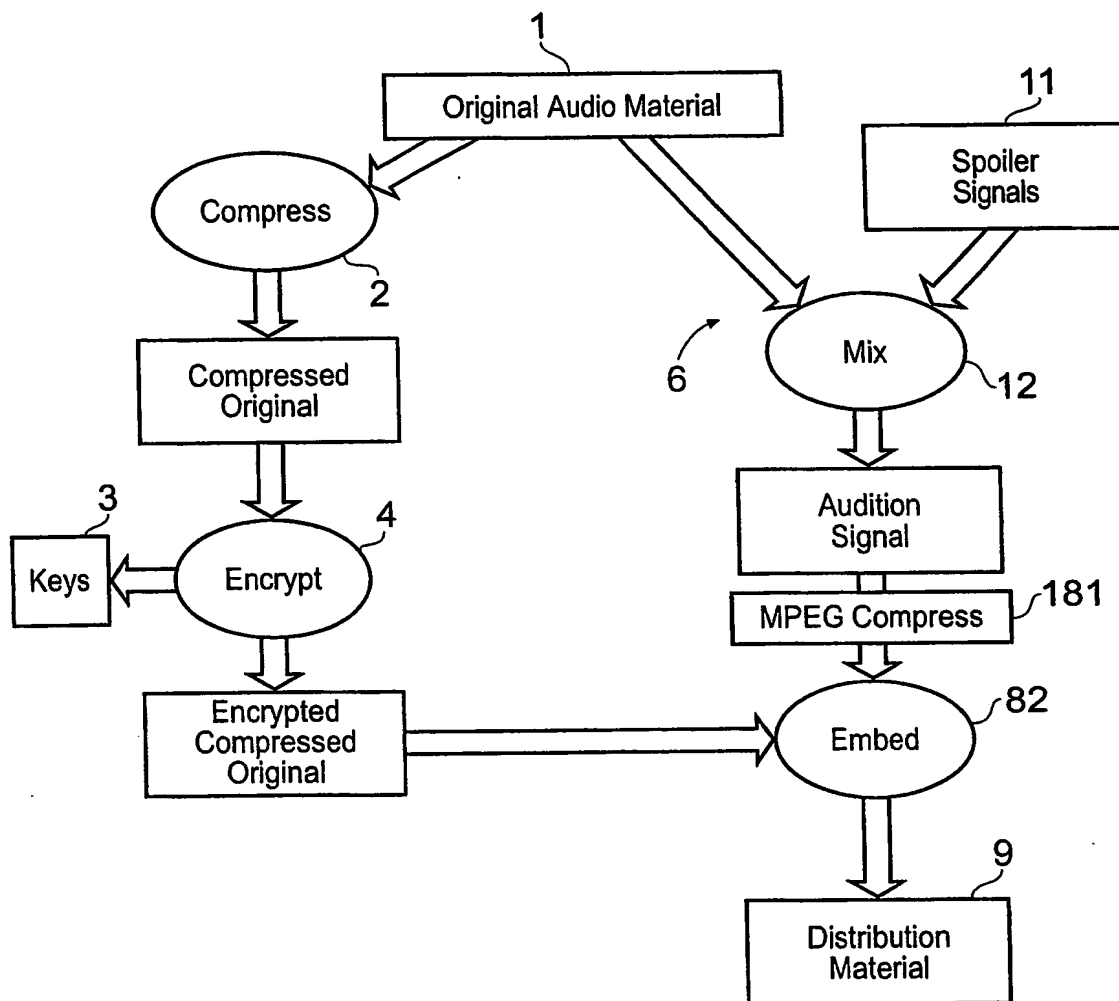 1
Original Audio Material
11
Spoiler
Signals
Compress
2
Mix
6
12
Compressed
Original
Audition
Signal
3
Keys
4
Encrypt
MPEG Compress
181
Encrypted
Compressed
Original
Embed
82
9
Distribution
Material